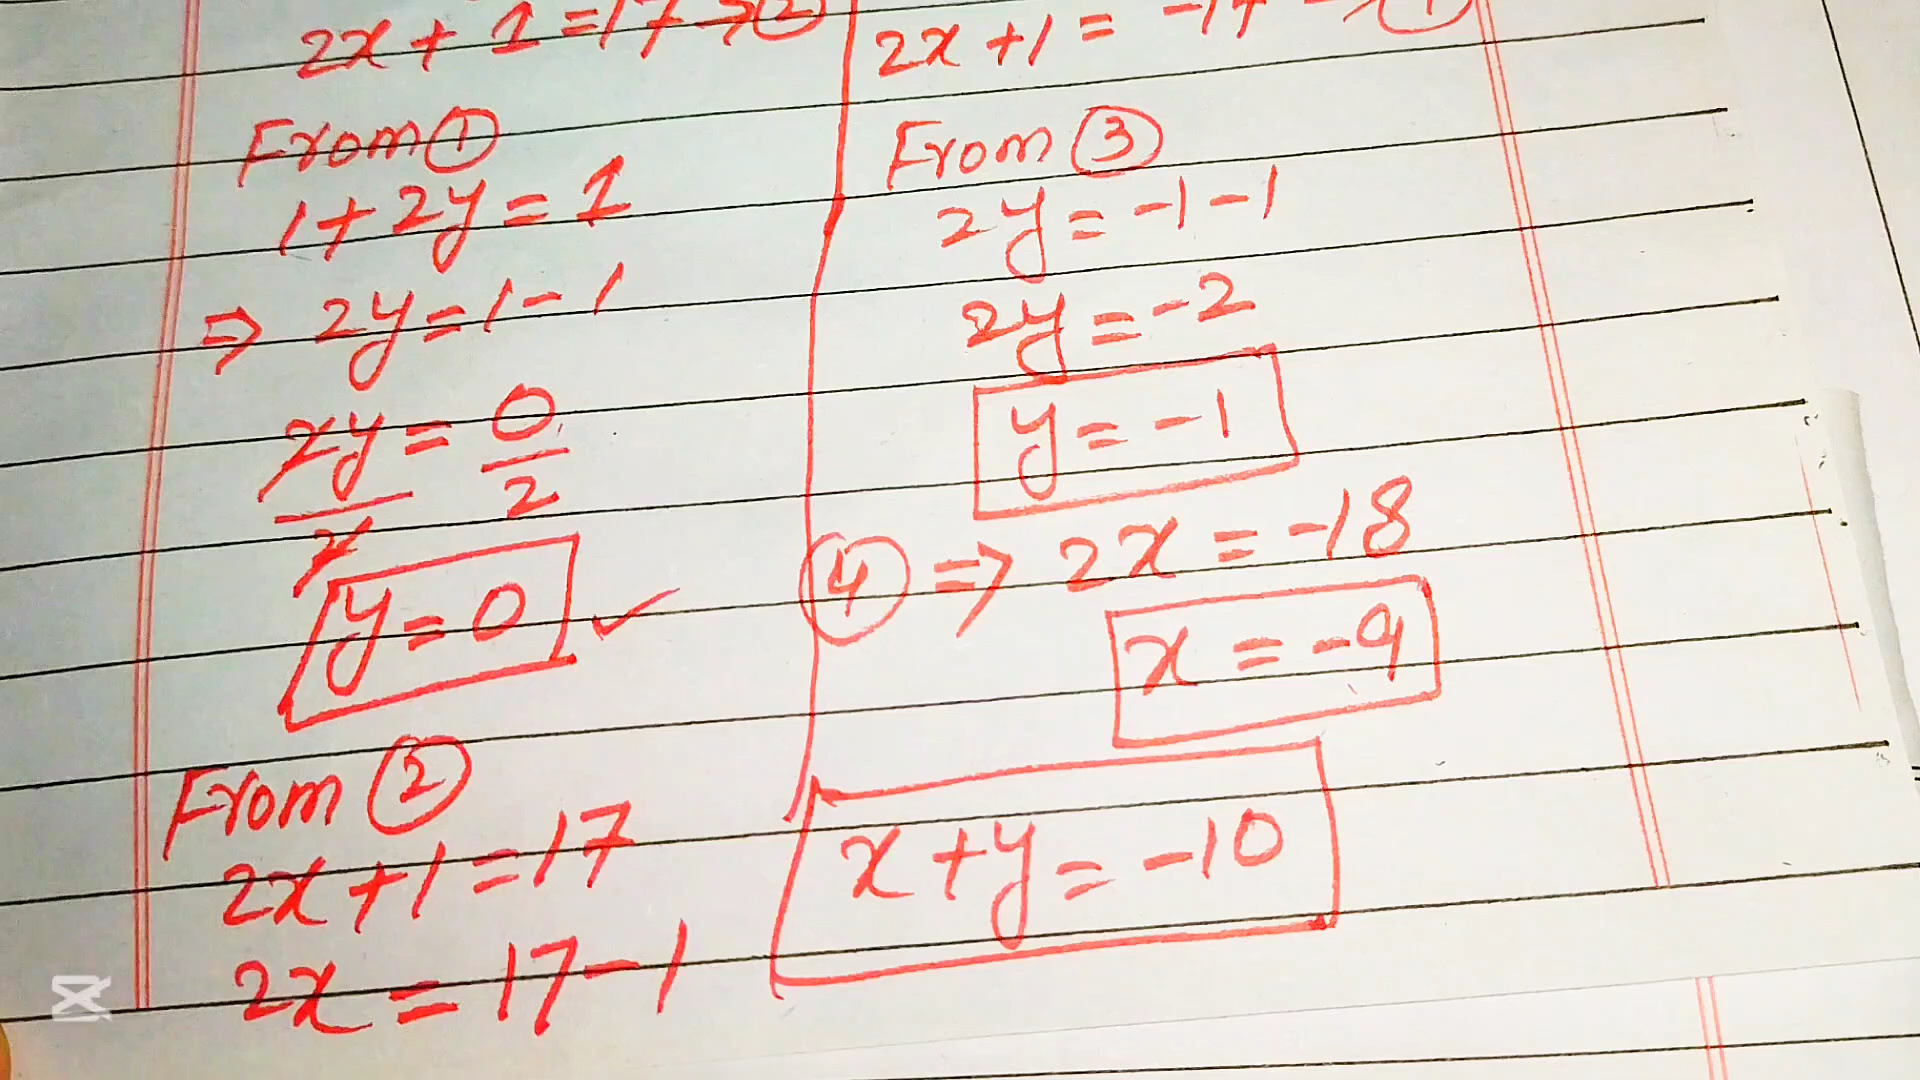 2x + 1 = 17 → ②
From ①
1 + 2y = 1
⇒ 2y = 1 - 1
2y/2 = 0/2
y = 0 ✓
From ②
2x + 1 = 17
2x = 17 - 1
2x + 1 = -17
From ③
2y = -1 - 1
2y = -2
y = -1
④ ⇒ 2x = -18
x = -9
x + y = -10